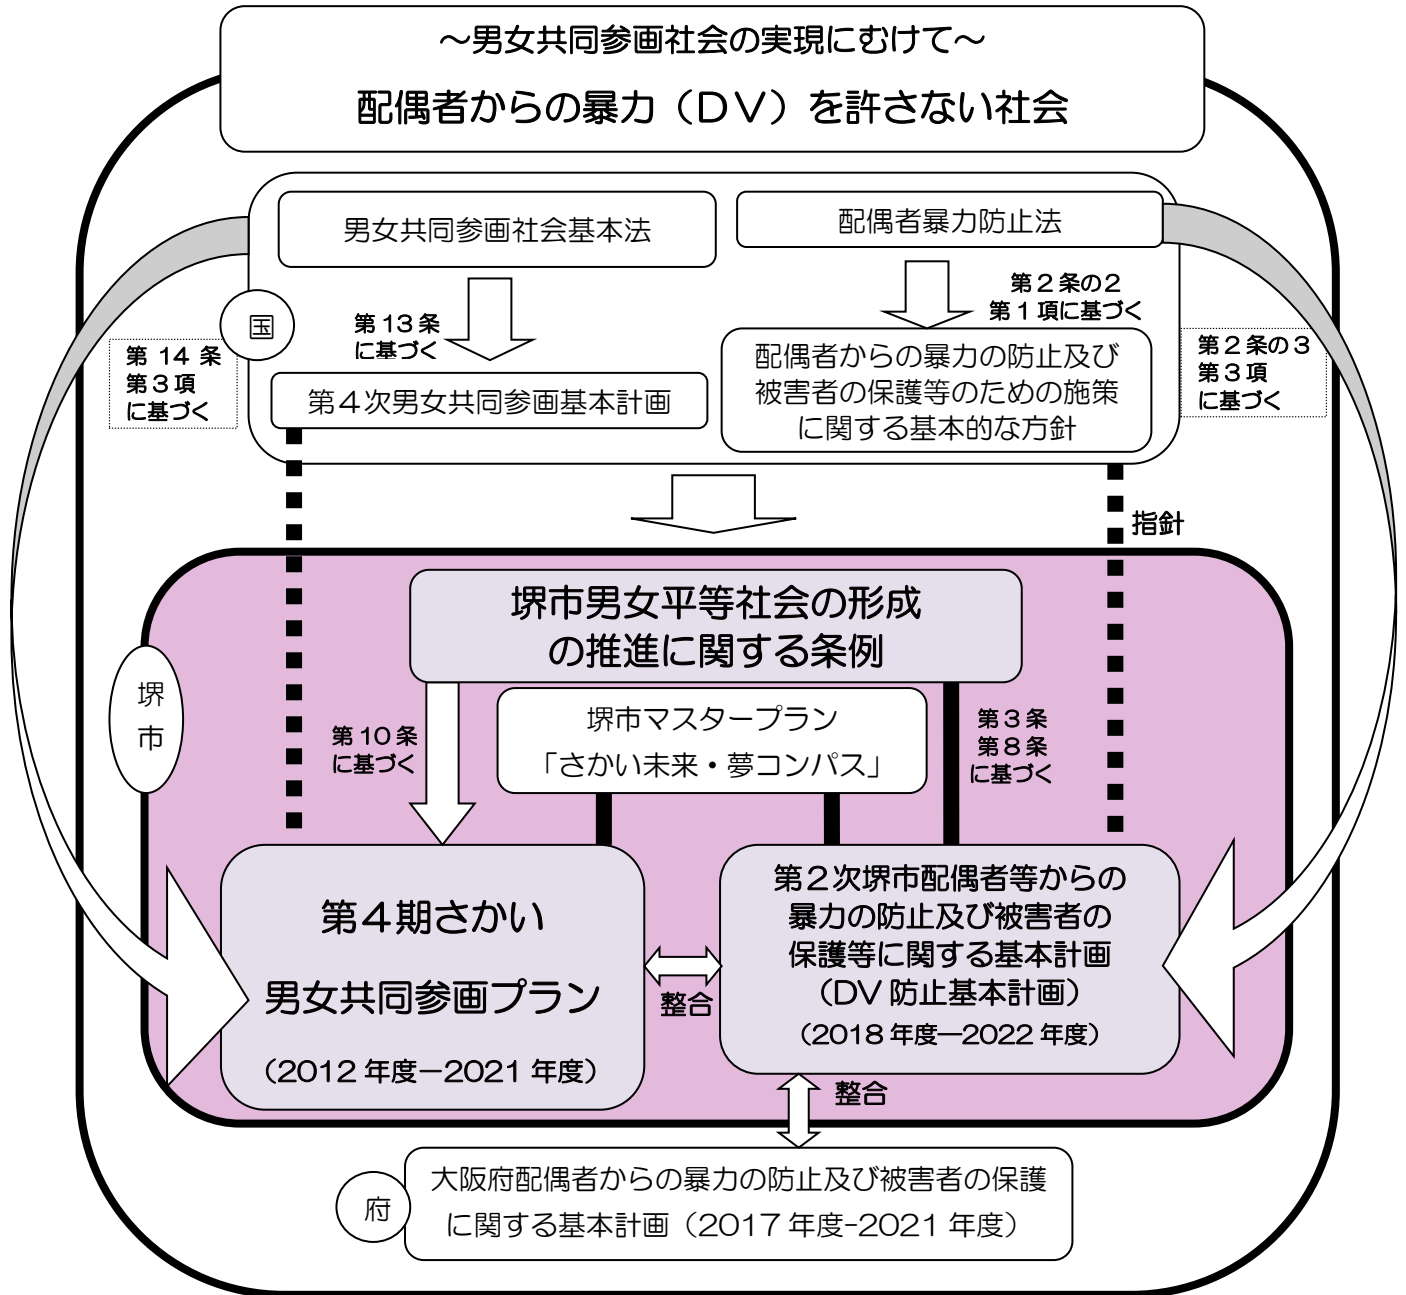 ～男女共同参画社会の実現にむけて～
配偶者からの暴力（ＤＶ）を許さない社会
男女共同参画社会基本法
配偶者暴力防止法
国
第13条
に基づく
第２条の２
第１項に基づく
第 14 条
第３項
に基づく
第４次男女共同参画基本計画
配偶者からの暴力の防止及び
被害者の保護等のための施策
に関する基本的な方針
第２条の３
第３項
に基づく
指針
堺市男女平等社会の形成
の推進に関する条例
堺
市
第10条
に基づく
堺市マスタープラン
「さかい未来・夢コンパス」
第３条
第８条
に基づく
第４期さかい
男女共同参画プラン
（2012 年度－2021 年度）
整合
第２次堺市配偶者等からの
暴力の防止及び被害者の
保護等に関する基本計画
（DV 防止基本計画）
（2018 年度―2022 年度）
整合
府
大阪府配偶者からの暴力の防止及び被害者の保護
に関する基本計画（2017 年度-2021 年度）